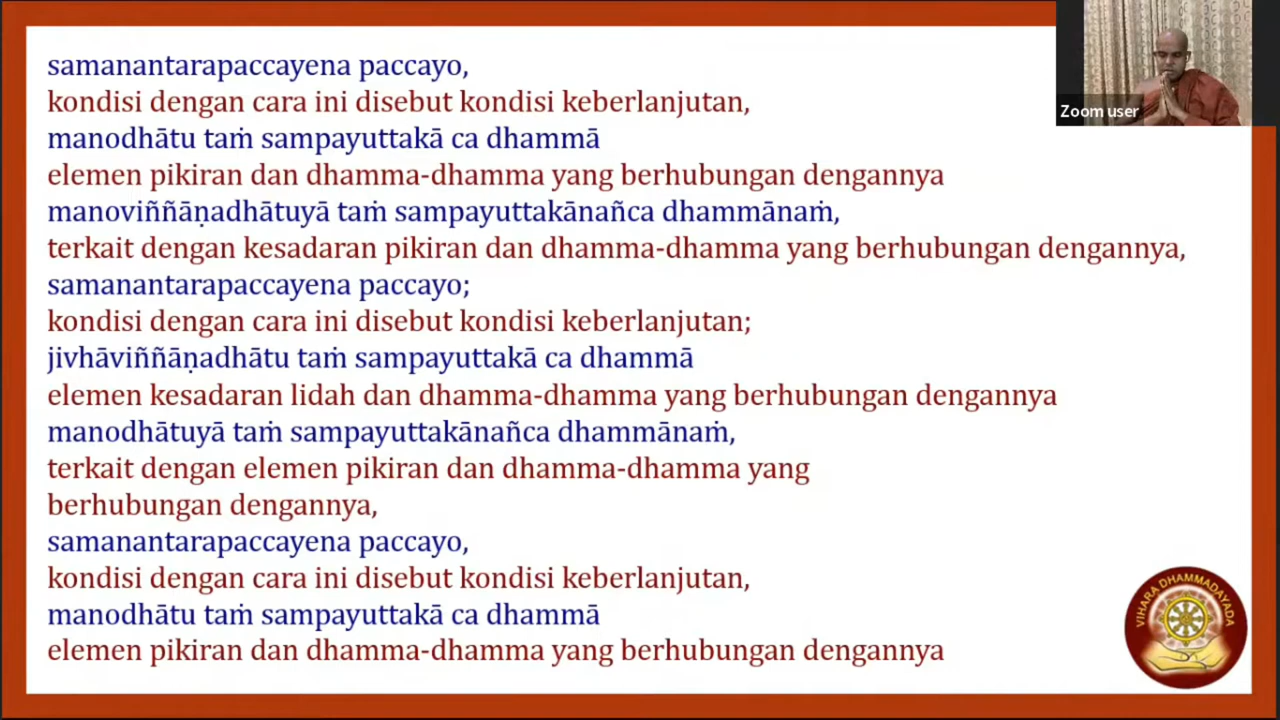 samanantarapaccayena paccayo,
kondisi dengan cara ini disebut kondisi keberlanjutan,
manodhātu taṁ sampayuttakā ca dhammā
elemen pikiran dan dhamma-dhamma yang berhubungan dengannya
manoviññāṇadhātuyā taṁ sampayuttakānañca dhammānaṁ,
terkait dengan kesadaran pikiran dan dhamma-dhamma yang berhubungan dengannya,
samanantarapaccayena paccayo;
kondisi dengan cara ini disebut kondisi keberlanjutan;
jivhāviññāṇadhātu taṁ sampayuttakā ca dhammā
elemen kesadaran lidah dan dhamma-dhamma yang berhubungan dengannya
manodhātuyā taṁ sampayuttakānañca dhammānaṁ,
terkait dengan elemen pikiran dan dhamma-dhamma yang
berhubungan dengannya,
samanantarapaccayena paccayo,
kondisi dengan cara ini disebut kondisi keberlanjutan,
manodhātu taṁ sampayuttakā ca dhammā
elemen pikiran dan dhamma-dhamma yang berhubungan dengannya
Zoom user
VIHARA DHAMMADAYADA